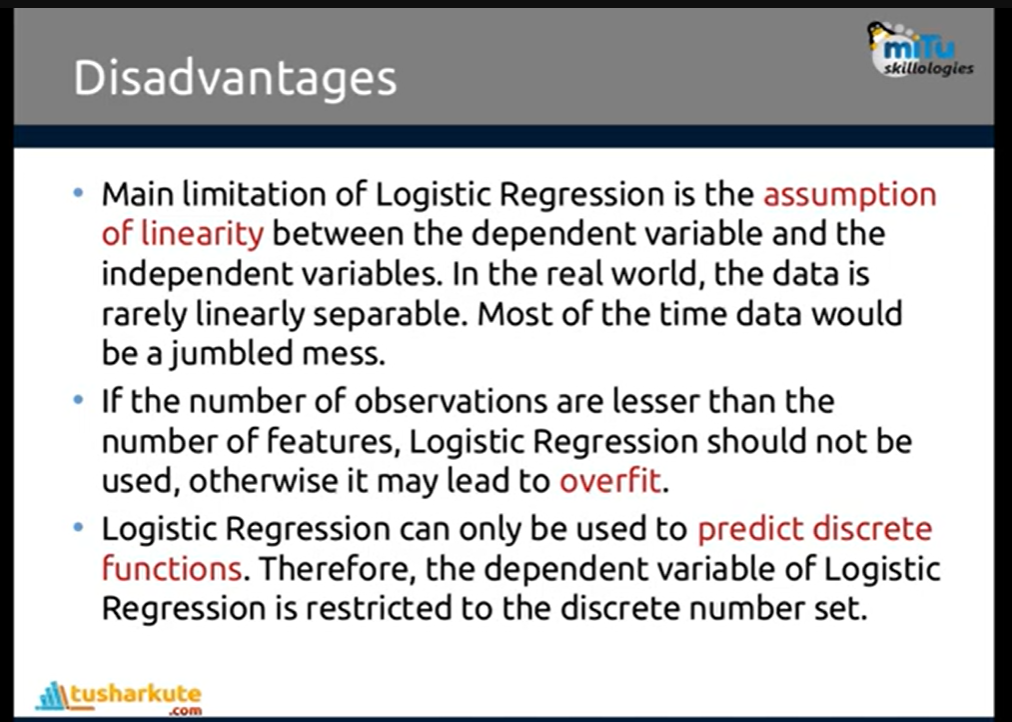 Disadvantages
miTu
skillologies
• Main limitation of Logistic Regression is the assumption
of linearity between the dependent variable and the
independent variables. In the real world, the data is
rarely linearly separable. Most of the time data would
be a jumbled mess.
• If the number of observations are lesser than the
number of features, Logistic Regression should not be
used, otherwise it may lead to overfit.
• Logistic Regression can only be used to predict discrete
functions. Therefore, the dependent variable of Logistic
Regression is restricted to the discrete number set.
tusharkute
.com